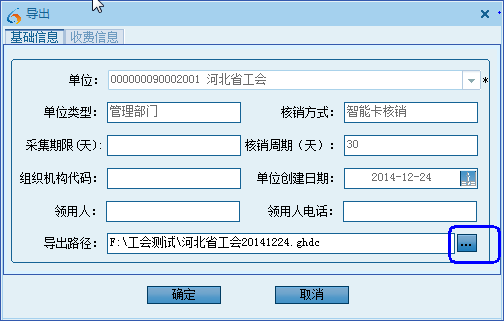 导出
基础信息 收费信息
单位： 000000090002001 河北省工会 *
单位类型： 管理部门 核销方式： 智能卡核销
采集期限(天)： 核销周期（天）： 30
组织机构代码： 单位创建日期： 2014-12-24
领用人： 领用人电话：
导出路径： F:\工会测试\河北省工会20141224.ghdc ...
确定 取消